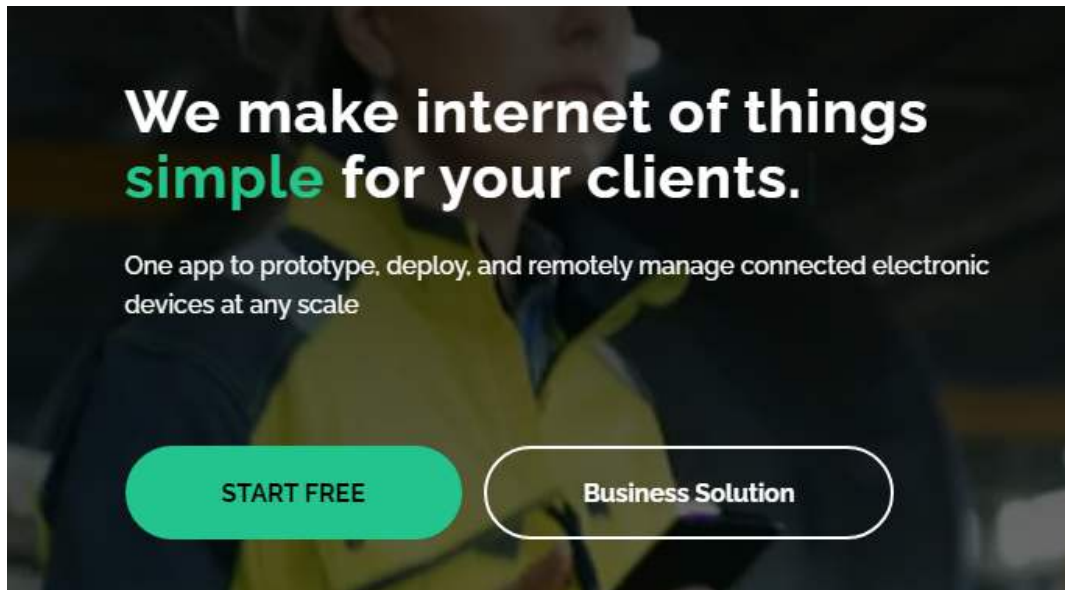 We make internet of things
simple for your clients.
One app to prototype, deploy, and remotely manage connected electronic
devices at any scale
START FREE
Business Solution